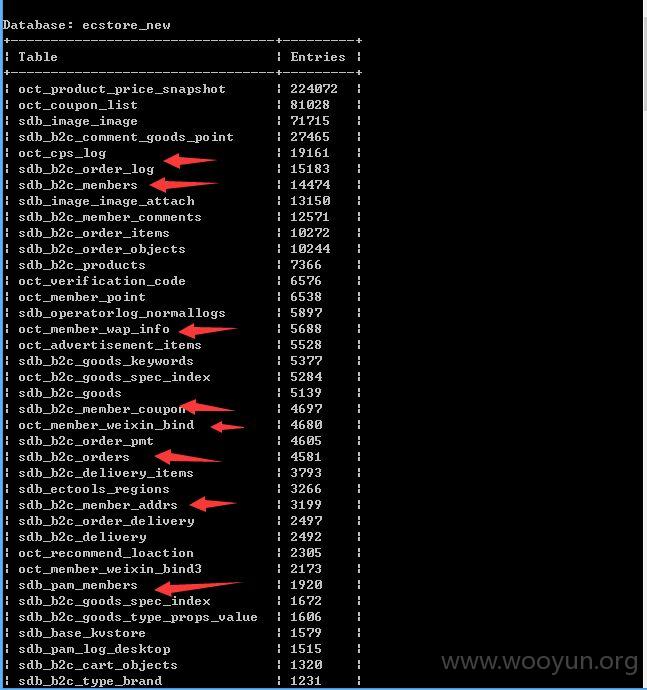 Database: ecstore_new
Table | Entries
oct_product_price_snapshot | 224072
oct_coupon_list | 81028
sdb_image_image | 71715
sdb_b2c_comment_goods_point | 27465
oct_cps_log | 19161
sdb_b2c_order_log | 15183
sdb_b2c_members | 14474
sdb_image_image_attach | 13150
sdb_b2c_member_comments | 12571
sdb_b2c_order_items | 10272
sdb_b2c_order_objects | 10244
sdb_b2c_products | 7366
oct_verification_code | 6576
oct_member_point | 6538
sdb_operatorlog_normallogs | 5897
oct_member_wap_info | 5688
oct_advertisement_items | 5528
sdb_b2c_goods_keywords | 5377
oct_b2c_goods_spec_index | 5284
sdb_b2c_goods | 5139
sdb_b2c_member_coupon | 4697
oct_member_weixin_bind | 4680
sdb_b2c_order_pmt | 4605
sdb_b2c_orders | 4581
sdb_b2c_delivery_items | 3793
sdb_ectools_regions | 3266
sdb_b2c_member_addrs | 3199
sdb_b2c_order_delivery | 2497
sdb_b2c_delivery | 2492
oct_recommend_loaction | 2305
oct_member_weixin_bind3 | 2173
sdb_pam_members | 1920
sdb_b2c_goods_spec_index | 1672
sdb_b2c_goods_type_props_value | 1606
sdb_base_kvstore | 1579
sdb_pam_log_desktop | 1515
sdb_b2c_cart_objects | 1320
sdb_b2c_type_brand | 1231
www.wooyun.org